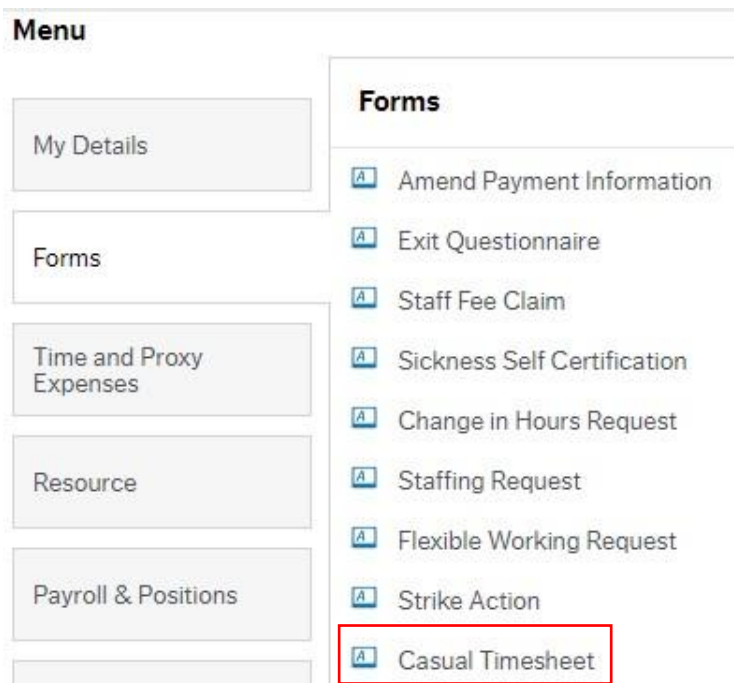 Menu
My Details
Forms
Time and Proxy
Expenses
Resource
Payroll & Positions
Forms
Amend Payment Information
Exit Questionnaire
Staff Fee Claim
Sickness Self Certification
Change in Hours Request
Staffing Request
Flexible Working Request
Strike Action
Casual Timesheet